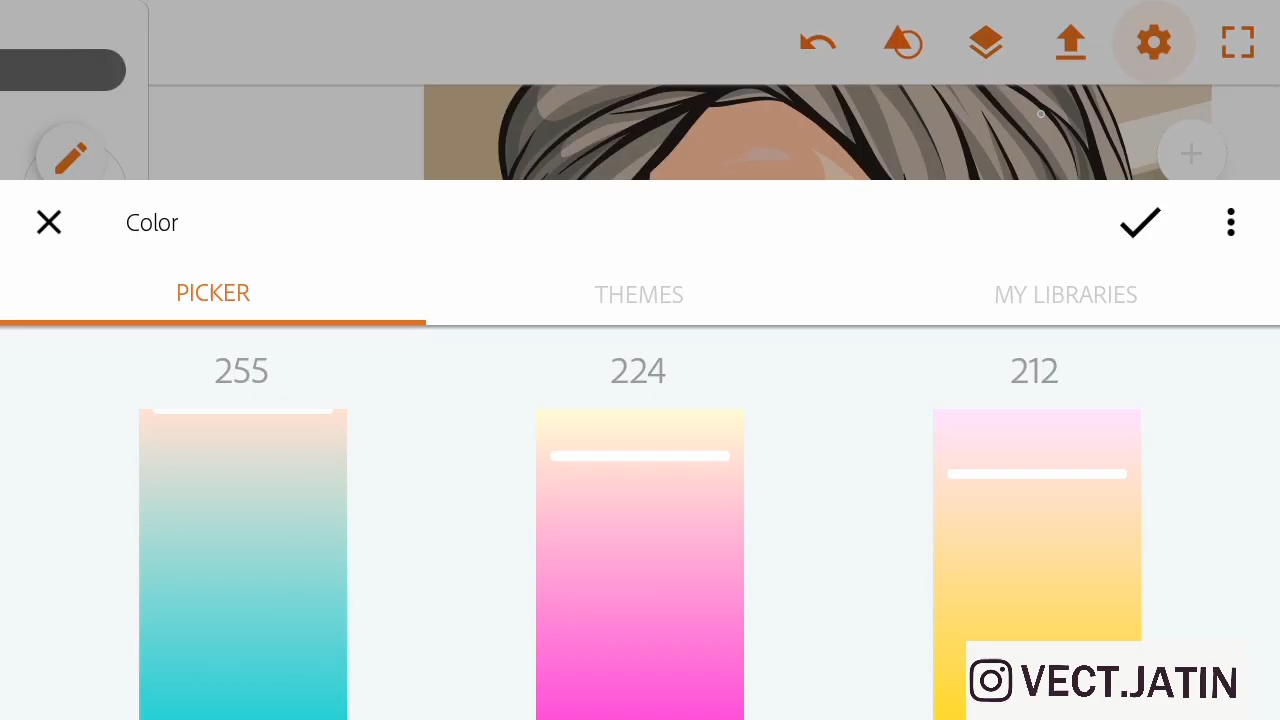 Color
PICKER
THEMES
MY LIBRARIES
255
224
212
VECT.JATIN